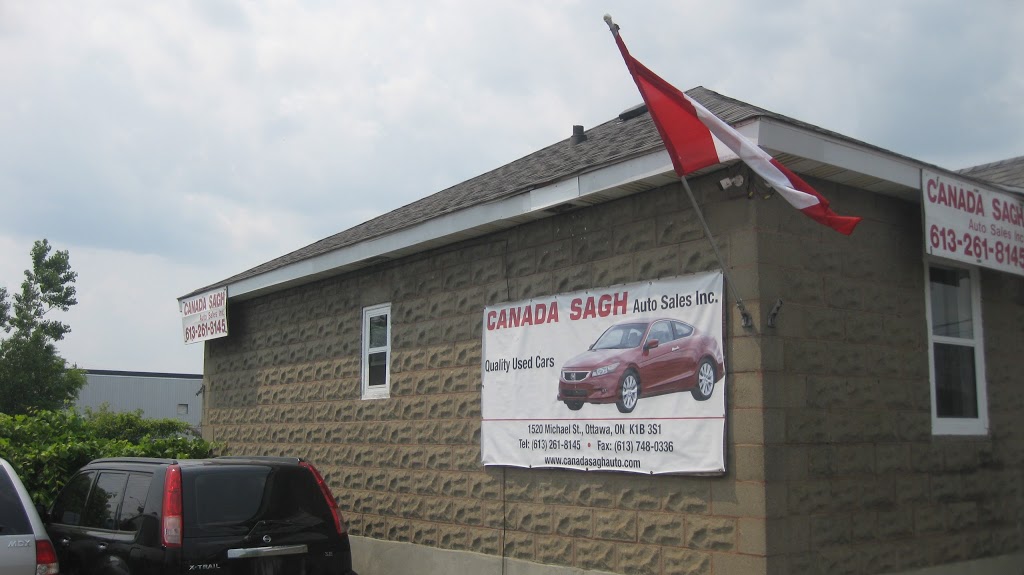 CANADA SAGH
Auto Sales Inc.
613-261-8145
CANADA SAGH Auto Sales Inc.
Quality Used Cars
1520 Michael St., Ottawa, ON K1B 3S1
Tel: (613) 261-8145 • Fax: (613) 748-0336
www.canadasaghauto.com
CANADA SAGH
Auto Sales Inc
613-261-8145
MDX
X-TRAIL